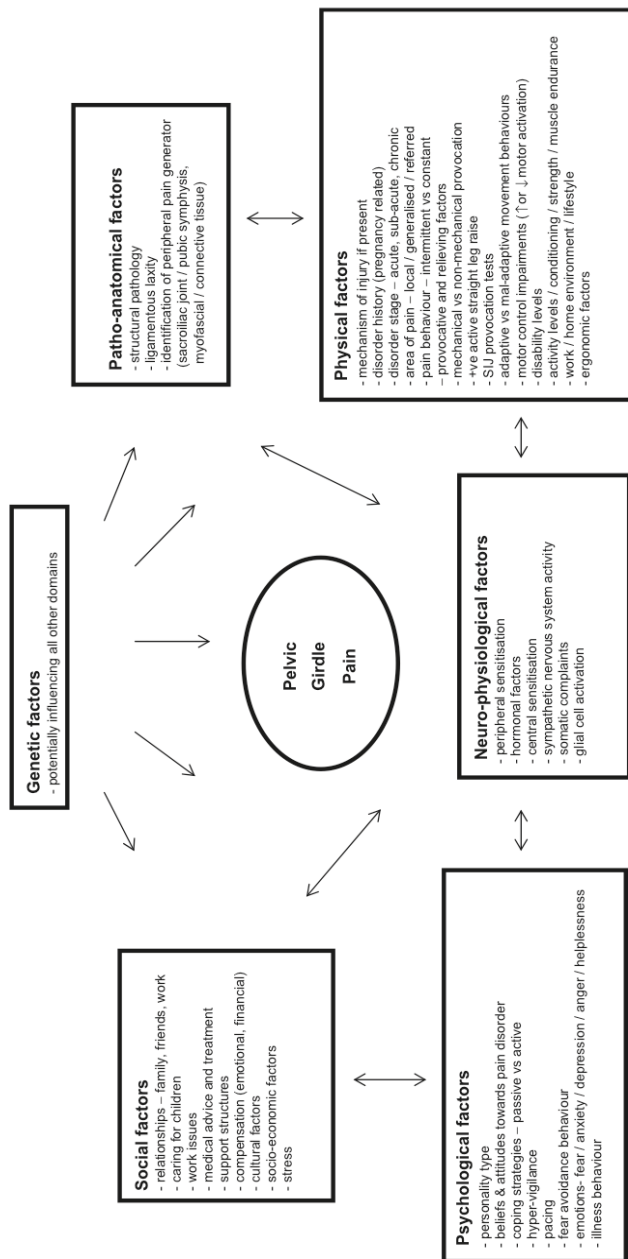 Genetic factors
- potentially influencing all other domains
Social factors
- relationships – family, friends, work
- caring for children
- work issues
- medical advice and treatment
- support structures
- compensation (emotional, financial)
- cultural factors
- socio-economic factors
- stress
Patho-anatomical factors
- structural pathology
- ligamentous laxity
- identification of peripheral pain generator
(sacroiliac joint / pubic symphysis,
myofascial / connective tissue)
Pelvic
Girdle
Pain
Psychological factors
- personality type
- beliefs & attitudes towards pain disorder
- coping strategies – passive vs active
- hyper-vigilance
- pacing
- fear avoidance behaviour
- emotions- fear / anxiety / depression / anger / helplessness
- illness behaviour
Neuro-physiological factors
- peripheral sensitisation
- hormonal factors
- central sensitisation
- sympathetic nervous system activity
- somatic complaints
- glial cell activation
Physical factors
- mechanism of injury if present
- disorder history (pregnancy related)
- disorder stage – acute, sub-acute, chronic
- area of pain – local / generalised / referred
- pain behaviour – intermittent vs constant
– provocative and relieving factors
- mechanical vs non-mechanical provocation
- +ve active straight leg raise
- SIJ provocation tests
- adaptive vs mal-adaptive movement behaviours
- motor control impairments (↑or ↓ motor activation)
- disability levels
- activity levels / conditioning / strength / muscle endurance
- work / home environment / lifestyle
- ergonomic factors